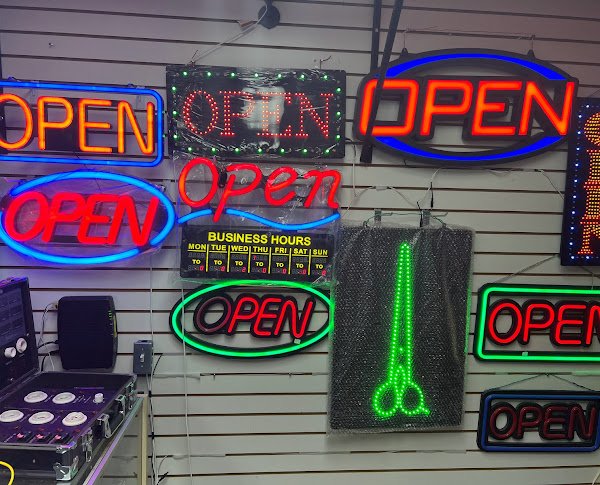 OPEN
OPEN
OPEN
OPEN
Open
BUSINESS HOURS
MON TUE WED THU FRI SAT SUN
TO TO TO TO TO TO TO
OPEN
OPEN
OPEN